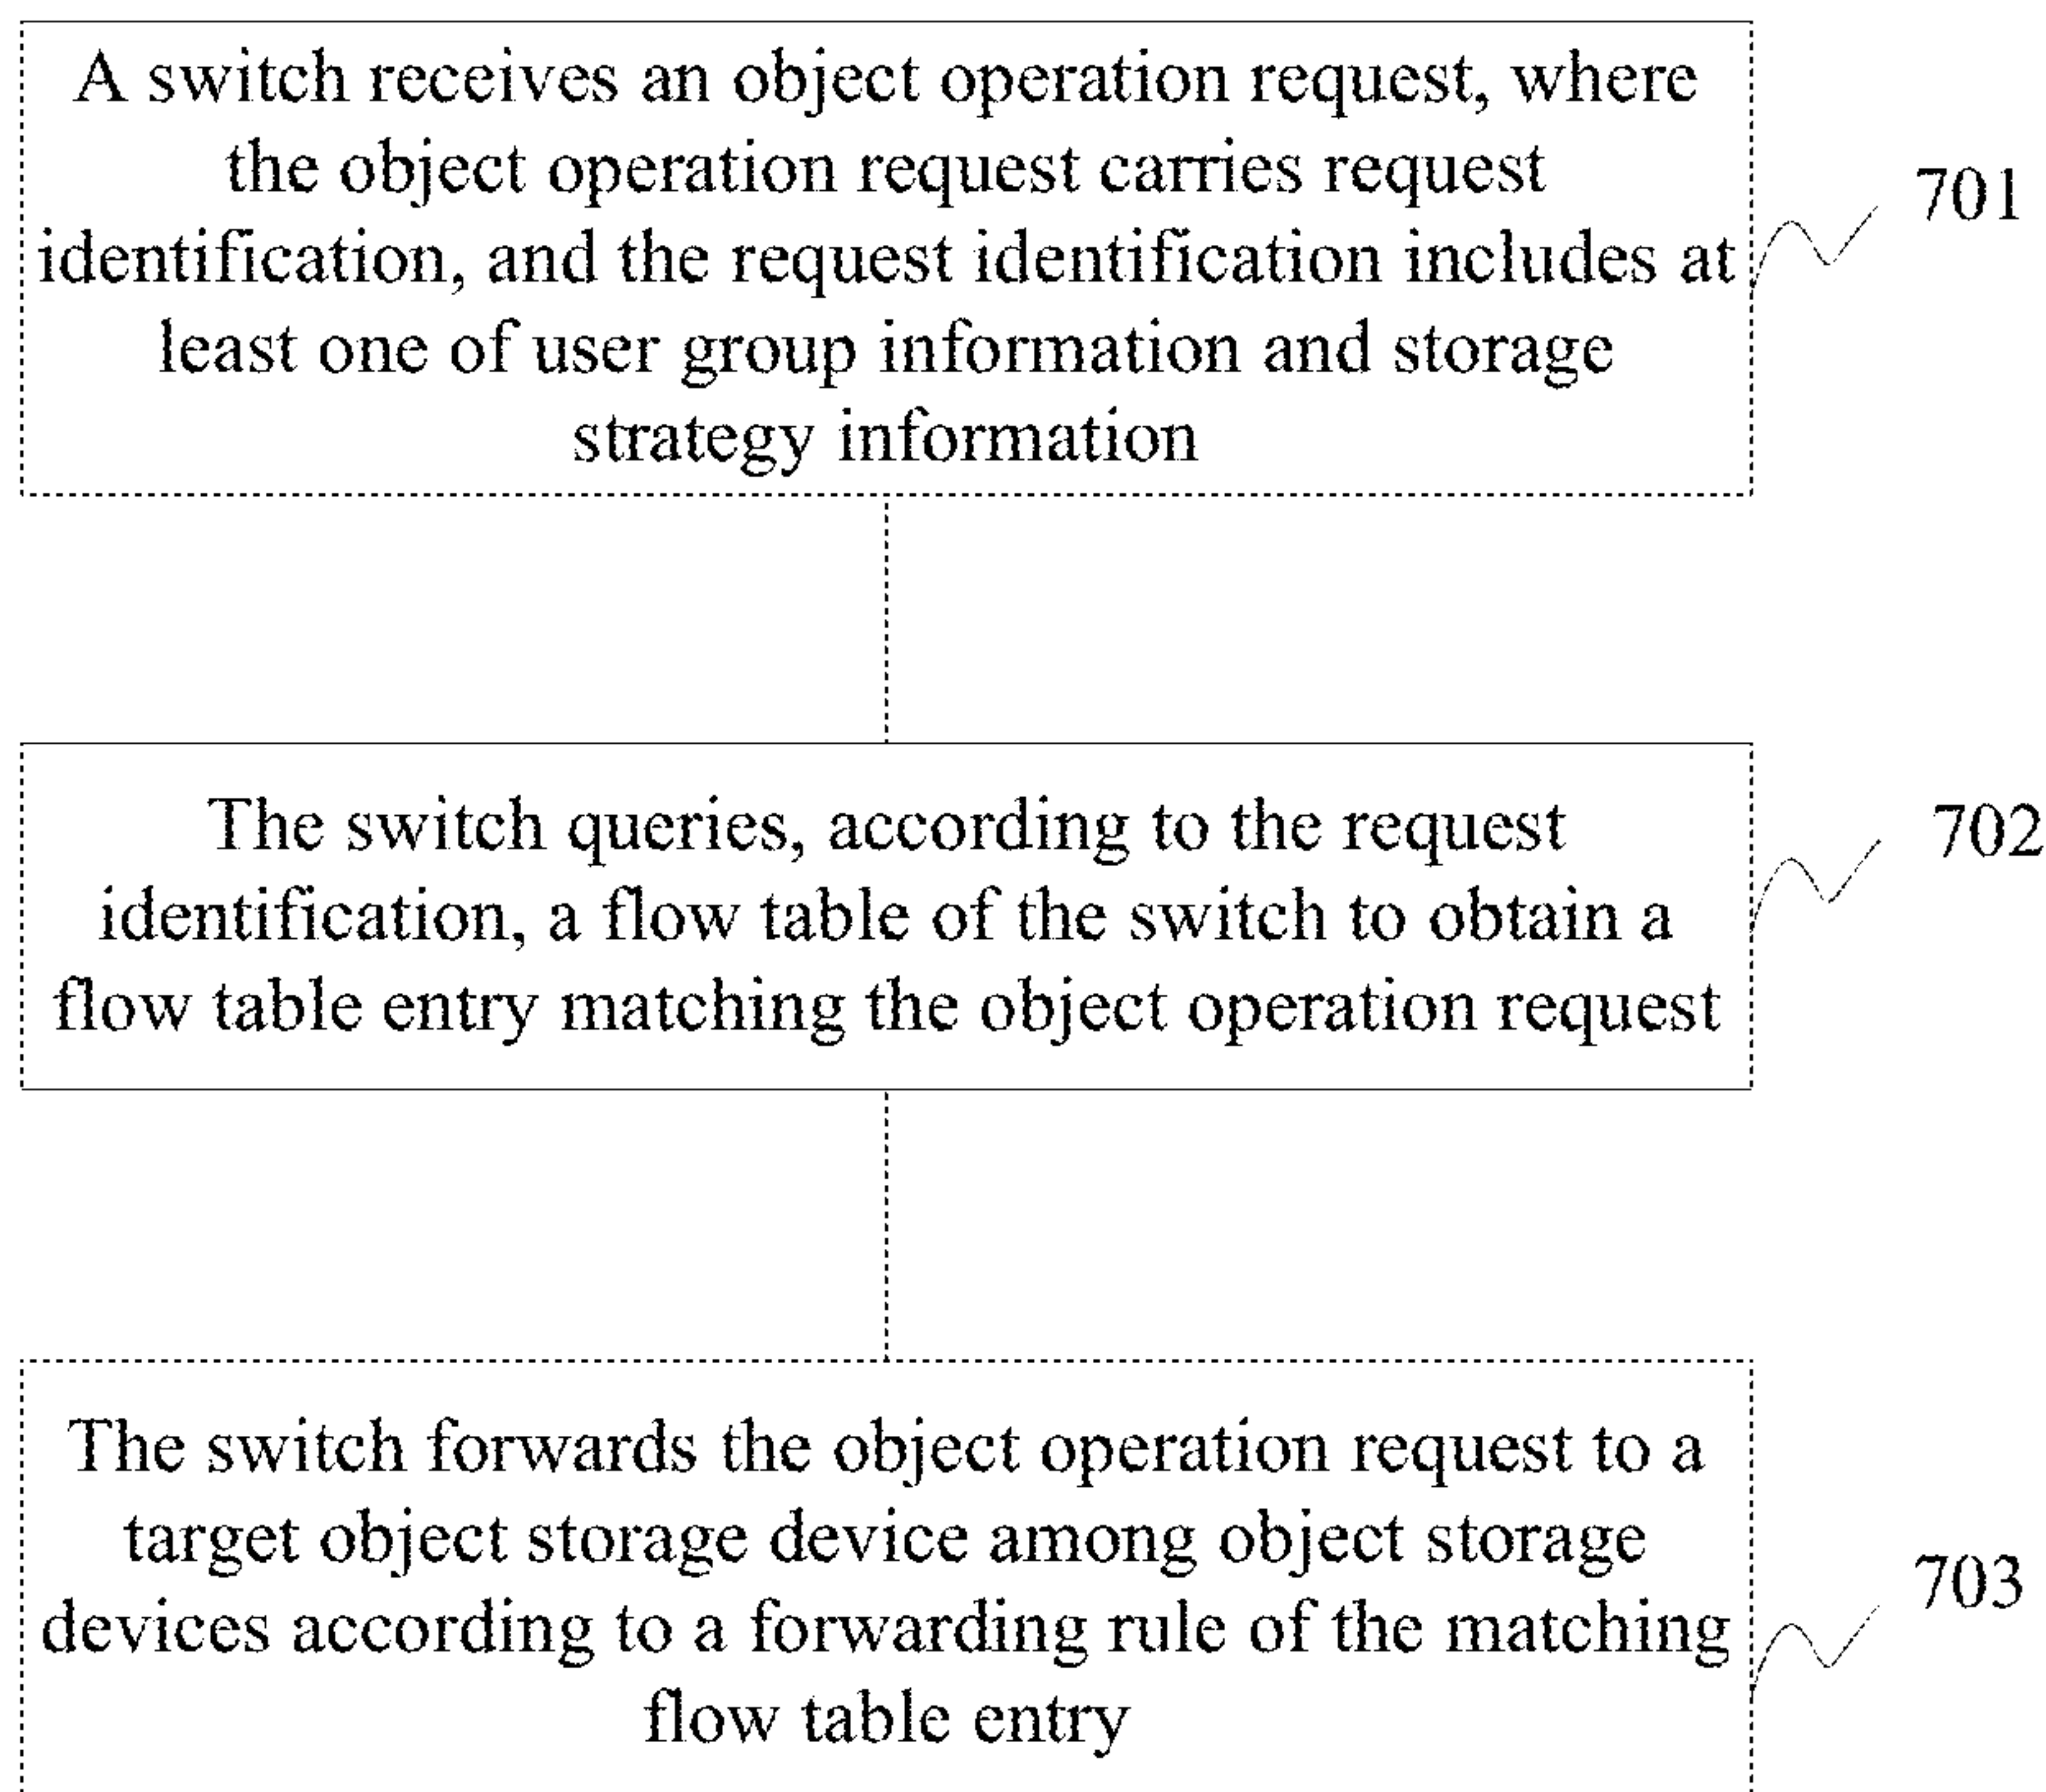 A switch receives an object operation request, where
the object operation request carries request
identification, and the request identification includes at
least one of user group information and storage
strategy information
701
The switch queries, according to the request
identification, a flow table of the switch to obtain a
flow table entry matching the object operation request
702
The switch forwards the object operation request to a
target object storage device among object storage
devices according to a forwarding rule of the matching
flow table entry
703